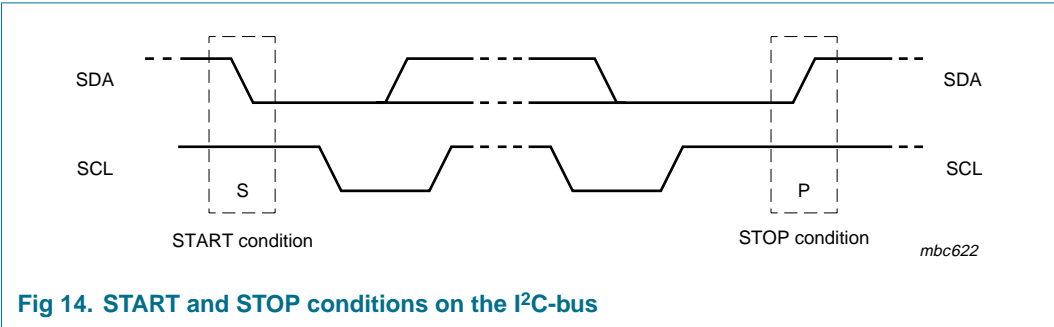 SDA
SDA
SCL
SCL
S
P
START condition
STOP condition
mbc622
Fig 14. START and STOP conditions on the I²C-bus